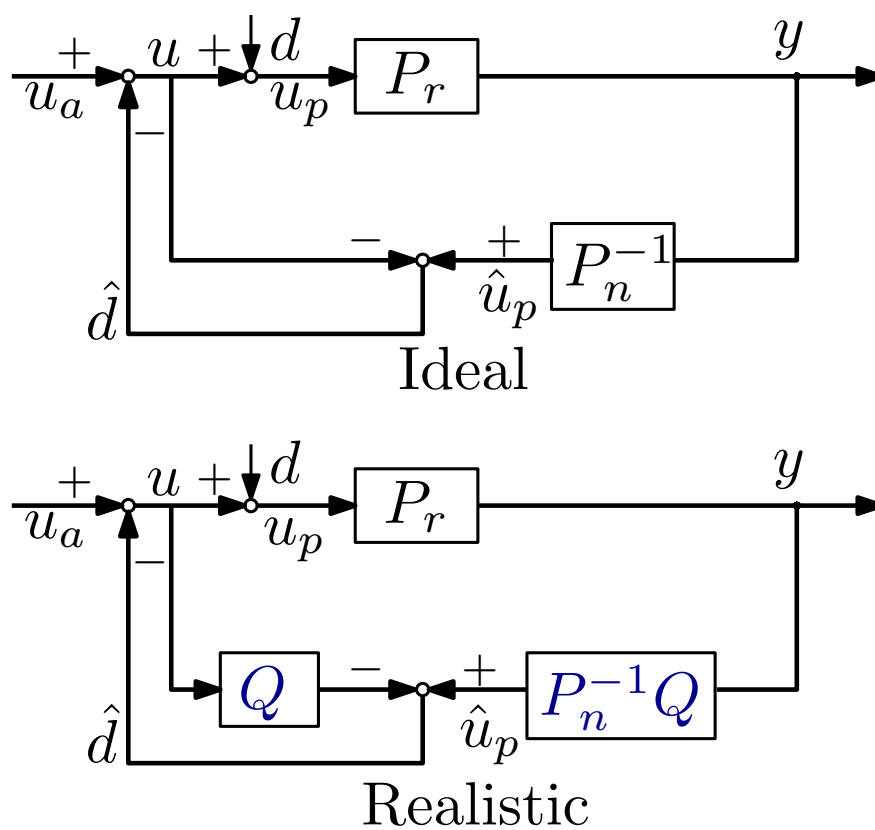 + u + d y
u_a u_p P_r
−
− + P_n^{-1}
û_p
d̂
Ideal
+ u + d y
u_a u_p P_r
−
Q − + P_n^{-1}Q
û_p
d̂
Realistic